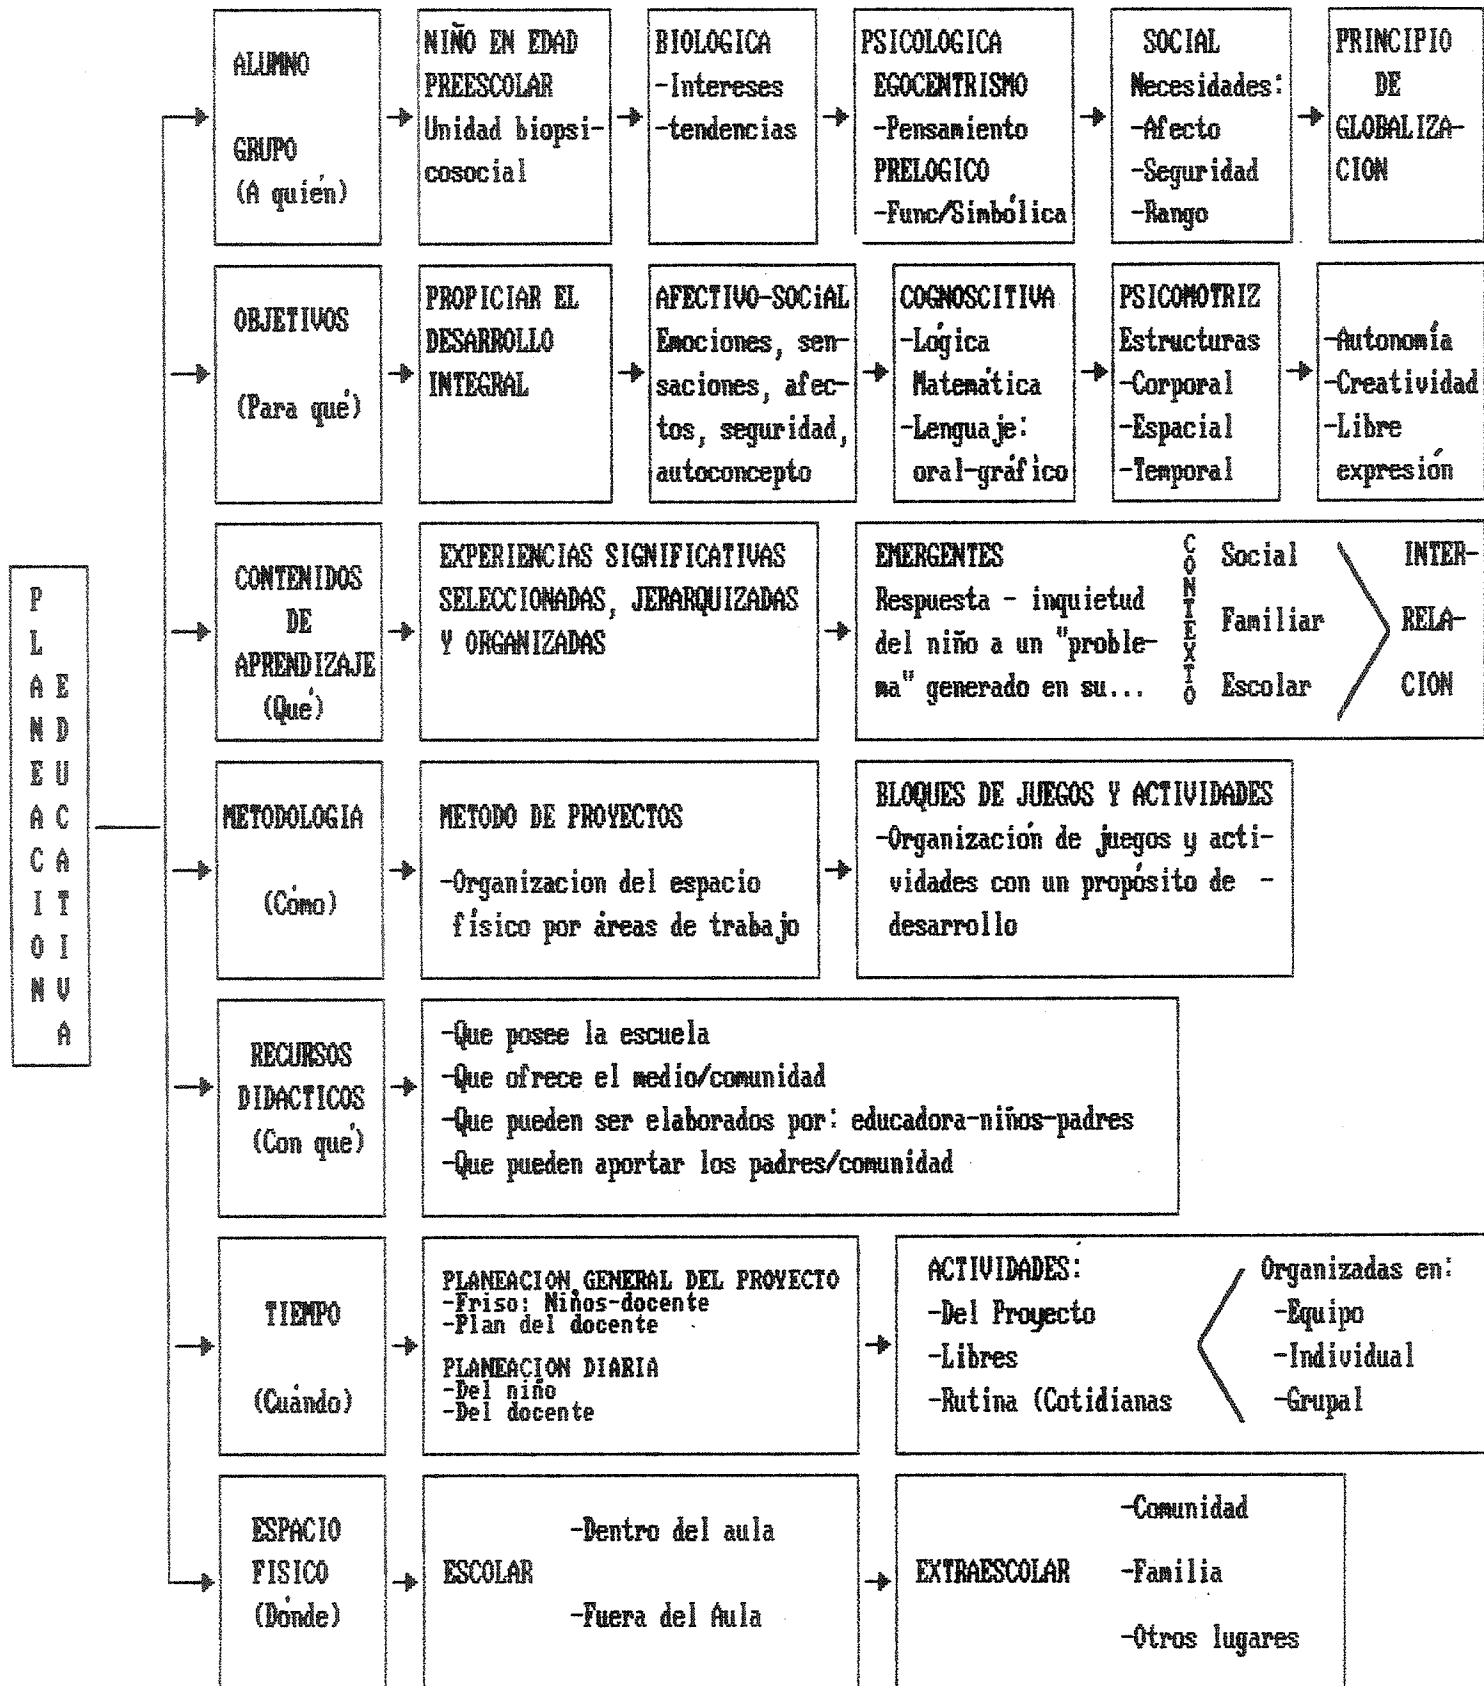 PLANEACION
EDUCATIVA
ALUMNO
GRUPO
(A quién)
NIÑO EN EDAD
PREESCOLAR
Unidad biopsi-
cosocial
BIOLOGICA
-Intereses
-tendencias
PSICOLOGICA
EGOCENTRISMO
-Pensamiento
PRELOGICO
-Func/Simbólica
SOCIAL
Necesidades:
-Afecto
-Seguridad
-Rango
PRINCIPIO
DE
GLOBALIZA-
CION
OBJETIVOS
(Para qué)
PROPICIAR EL
DESARROLLO
INTEGRAL
AFECTIVO-SOCiAL
Emociones, sen-
saciones, afec-
tos, seguridad,
autoconcepto
COGNOSCITIVA
-Lógica
Matemática
-Lenguaje:
oral-gráfico
PSICOMOTRIZ
Estructuras
-Corporal
-Espacial
-Temporal
-Autonomía
-Creatividad
-Libre
expresión
CONTENIDOS
DE
APRENDIZAJE
(Qué)
EXPERIENCIAS SIGNIFICATIVAS
SELECCIONADAS, JERARQUIZADAS
Y ORGANIZADAS
EMERGENTES
Respuesta - inquietud
del niño a un "proble-
ma" generado en su...
CONTEXTO
Social
Familiar
Escolar
INTER-
RELA-
CION
METODOLOGIA
(Cómo)
METODO DE PROYECTOS
-Organizacion del espacio
físico por áreas de trabajo
BLOQUES DE JUEGOS Y ACTIVIDADES
-Organización de juegos y acti-
vidades con un propósito de -
desarrollo
RECURSOS
DIDACTICOS
(Con qué)
-Que posee la escuela
-Que ofrece el medio/comunidad
-Que pueden ser elaborados por: educadora-niños-padres
-Que pueden aportar los padres/comunidad
TIEMPO
(Cuándo)
PLANEACION GENERAL DEL PROYECTO
-Friso: Niños-docente
-Plan del docente
PLANEACION DIARIA
-Del niño
-Del docente
ACTIVIDADES:
-Del Proyecto
-Libres
-Rutina (Cotidianas
Organizadas en:
-Equipo
-Individual
-Grupal
ESPACIO
FISICO
(Dónde)
ESCOLAR
-Dentro del aula
-Fuera del Aula
EXTRAESCOLAR
-Comunidad
-Familia
-Otros lugares